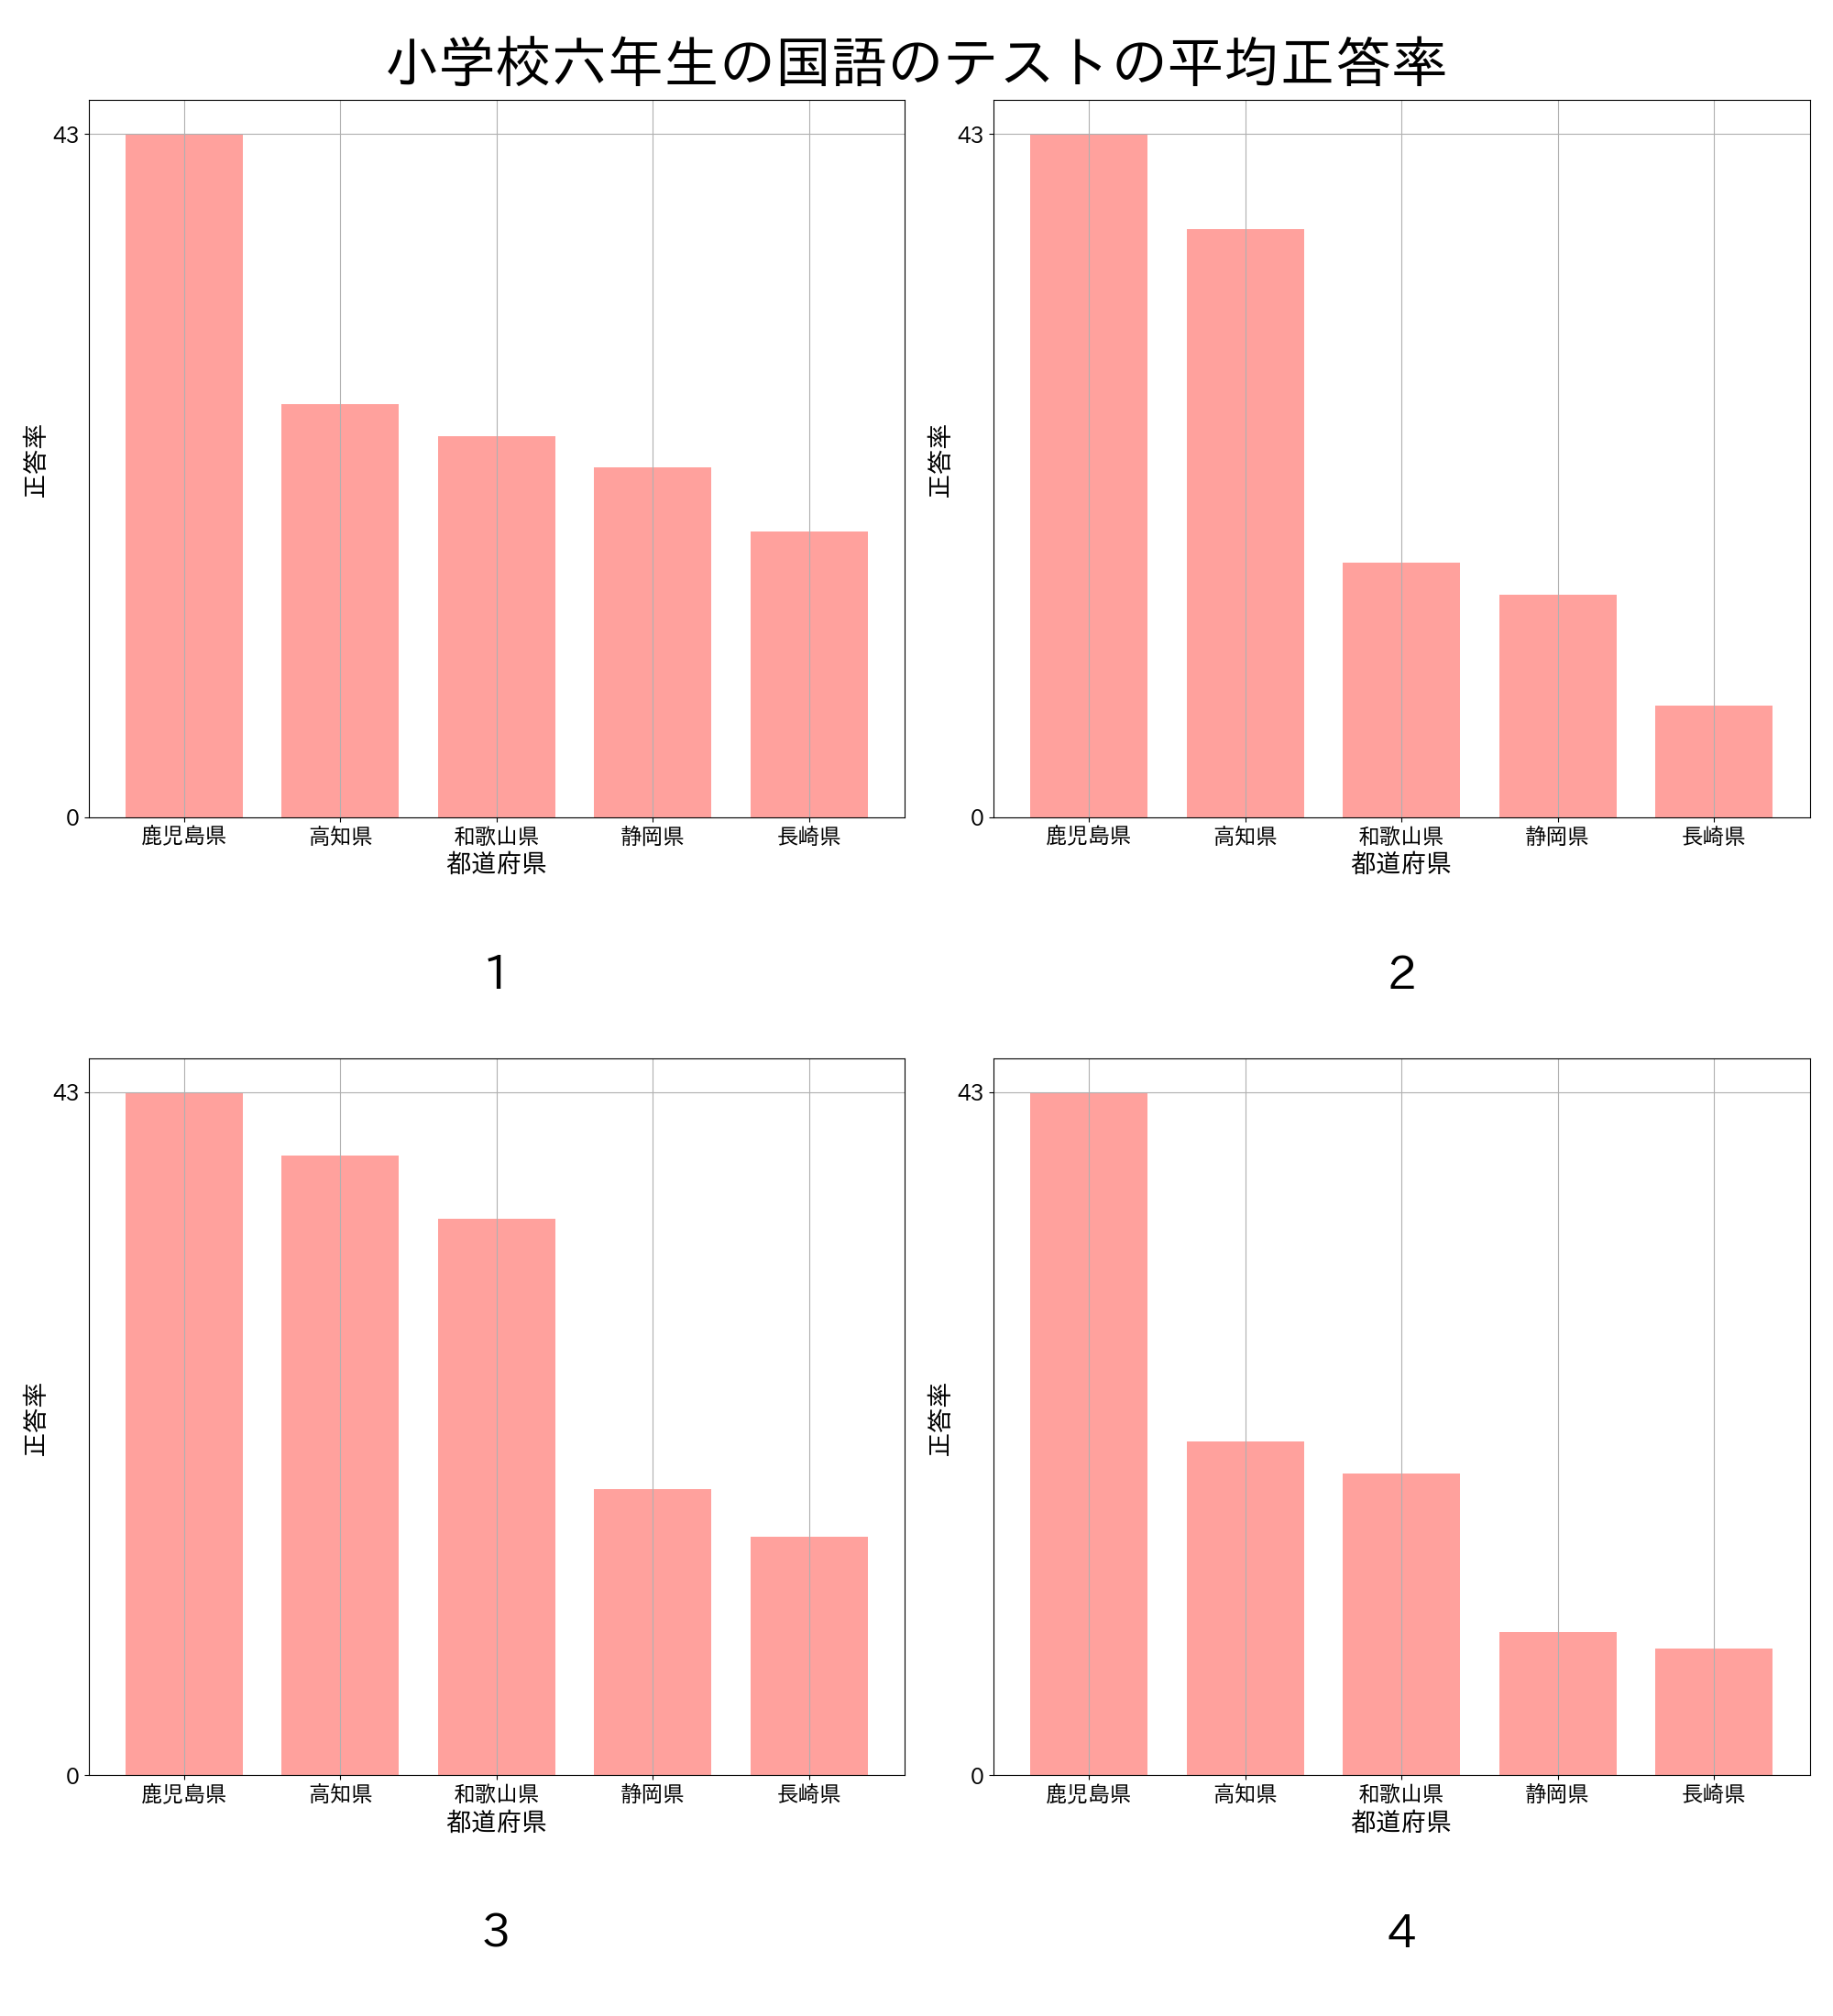 小学校六年生の国語のテストの平均正答率
43
正答率
0
鹿児島県 高知県 和歌山県 静岡県 長崎県
都道府県
1
43
正答率
0
鹿児島県 高知県 和歌山県 静岡県 長崎県
都道府県
2
43
正答率
0
鹿児島県 高知県 和歌山県 静岡県 長崎県
都道府県
3
43
正答率
0
鹿児島県 高知県 和歌山県 静岡県 長崎県
都道府県
4